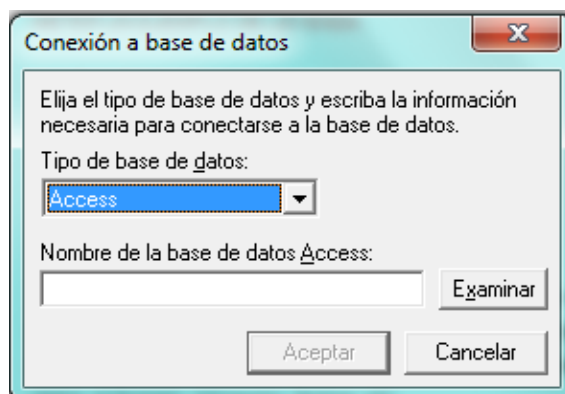 Conexión a base de datos
Elija el tipo de base de datos y escriba la información
necesaria para conectarse a la base de datos.
Tipo de base de datos:
Access
Nombre de la base de datos Access:
Examinar
Aceptar
Cancelar